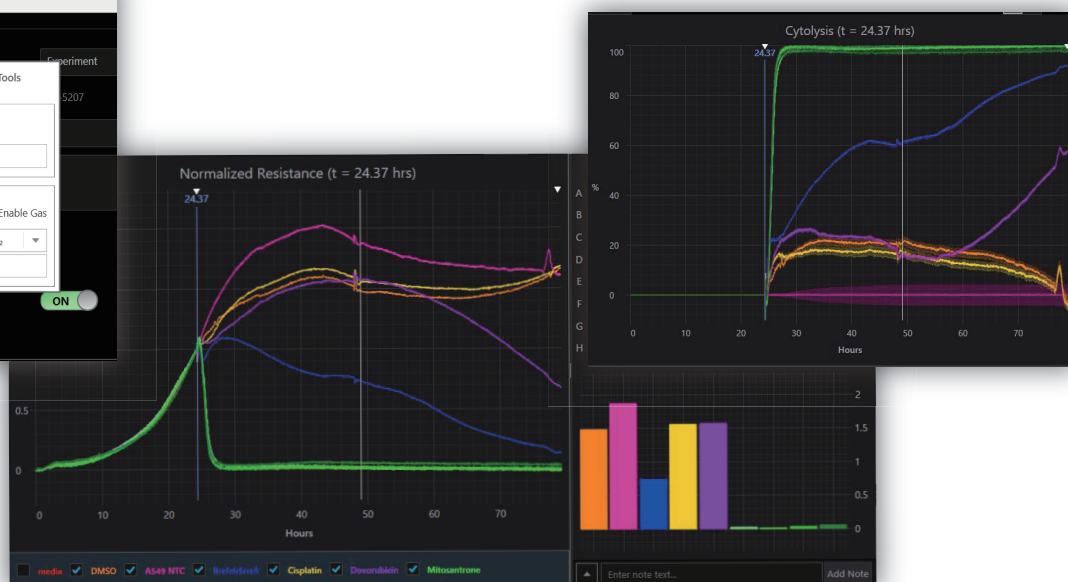 Experiment
Tools
5207
Enable Gas
ON
Normalized Resistance (t = 24.37 hrs)
24.37
0.5
0
0 10 20 30 40 50 60 70
Hours
media DMSO A549 NTC Cisplatin Doxorubicin Mitosantrone
A
B
C
D
E
F
G
H
Cytolysis (t = 24.37 hrs)
24.37
100
80
60
40
20
0
%
0 10 20 30 40 50 60 70
Hours
2
1.5
1
0.5
0
Enter note text... Add Note